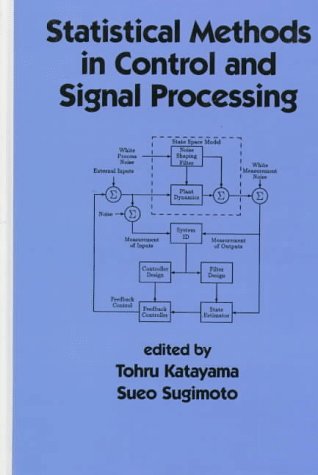 Statistical Methods
in Control and
Signal Processing
State Space Model
White
Process
Noise
Noise
Shaping
Filter
White
Measurement
Noise
External Inputs
Σ
Plant
Dynamics
Σ
Σ
Noise
Σ
Measurement
of Inputs
System
ID
Measurement
of Outputs
Controller
Design
Filter
Design
Feedback
Control
Feedback
Controller
State
Estimator
edited by
Tohru Katayama
Sueo Sugimoto